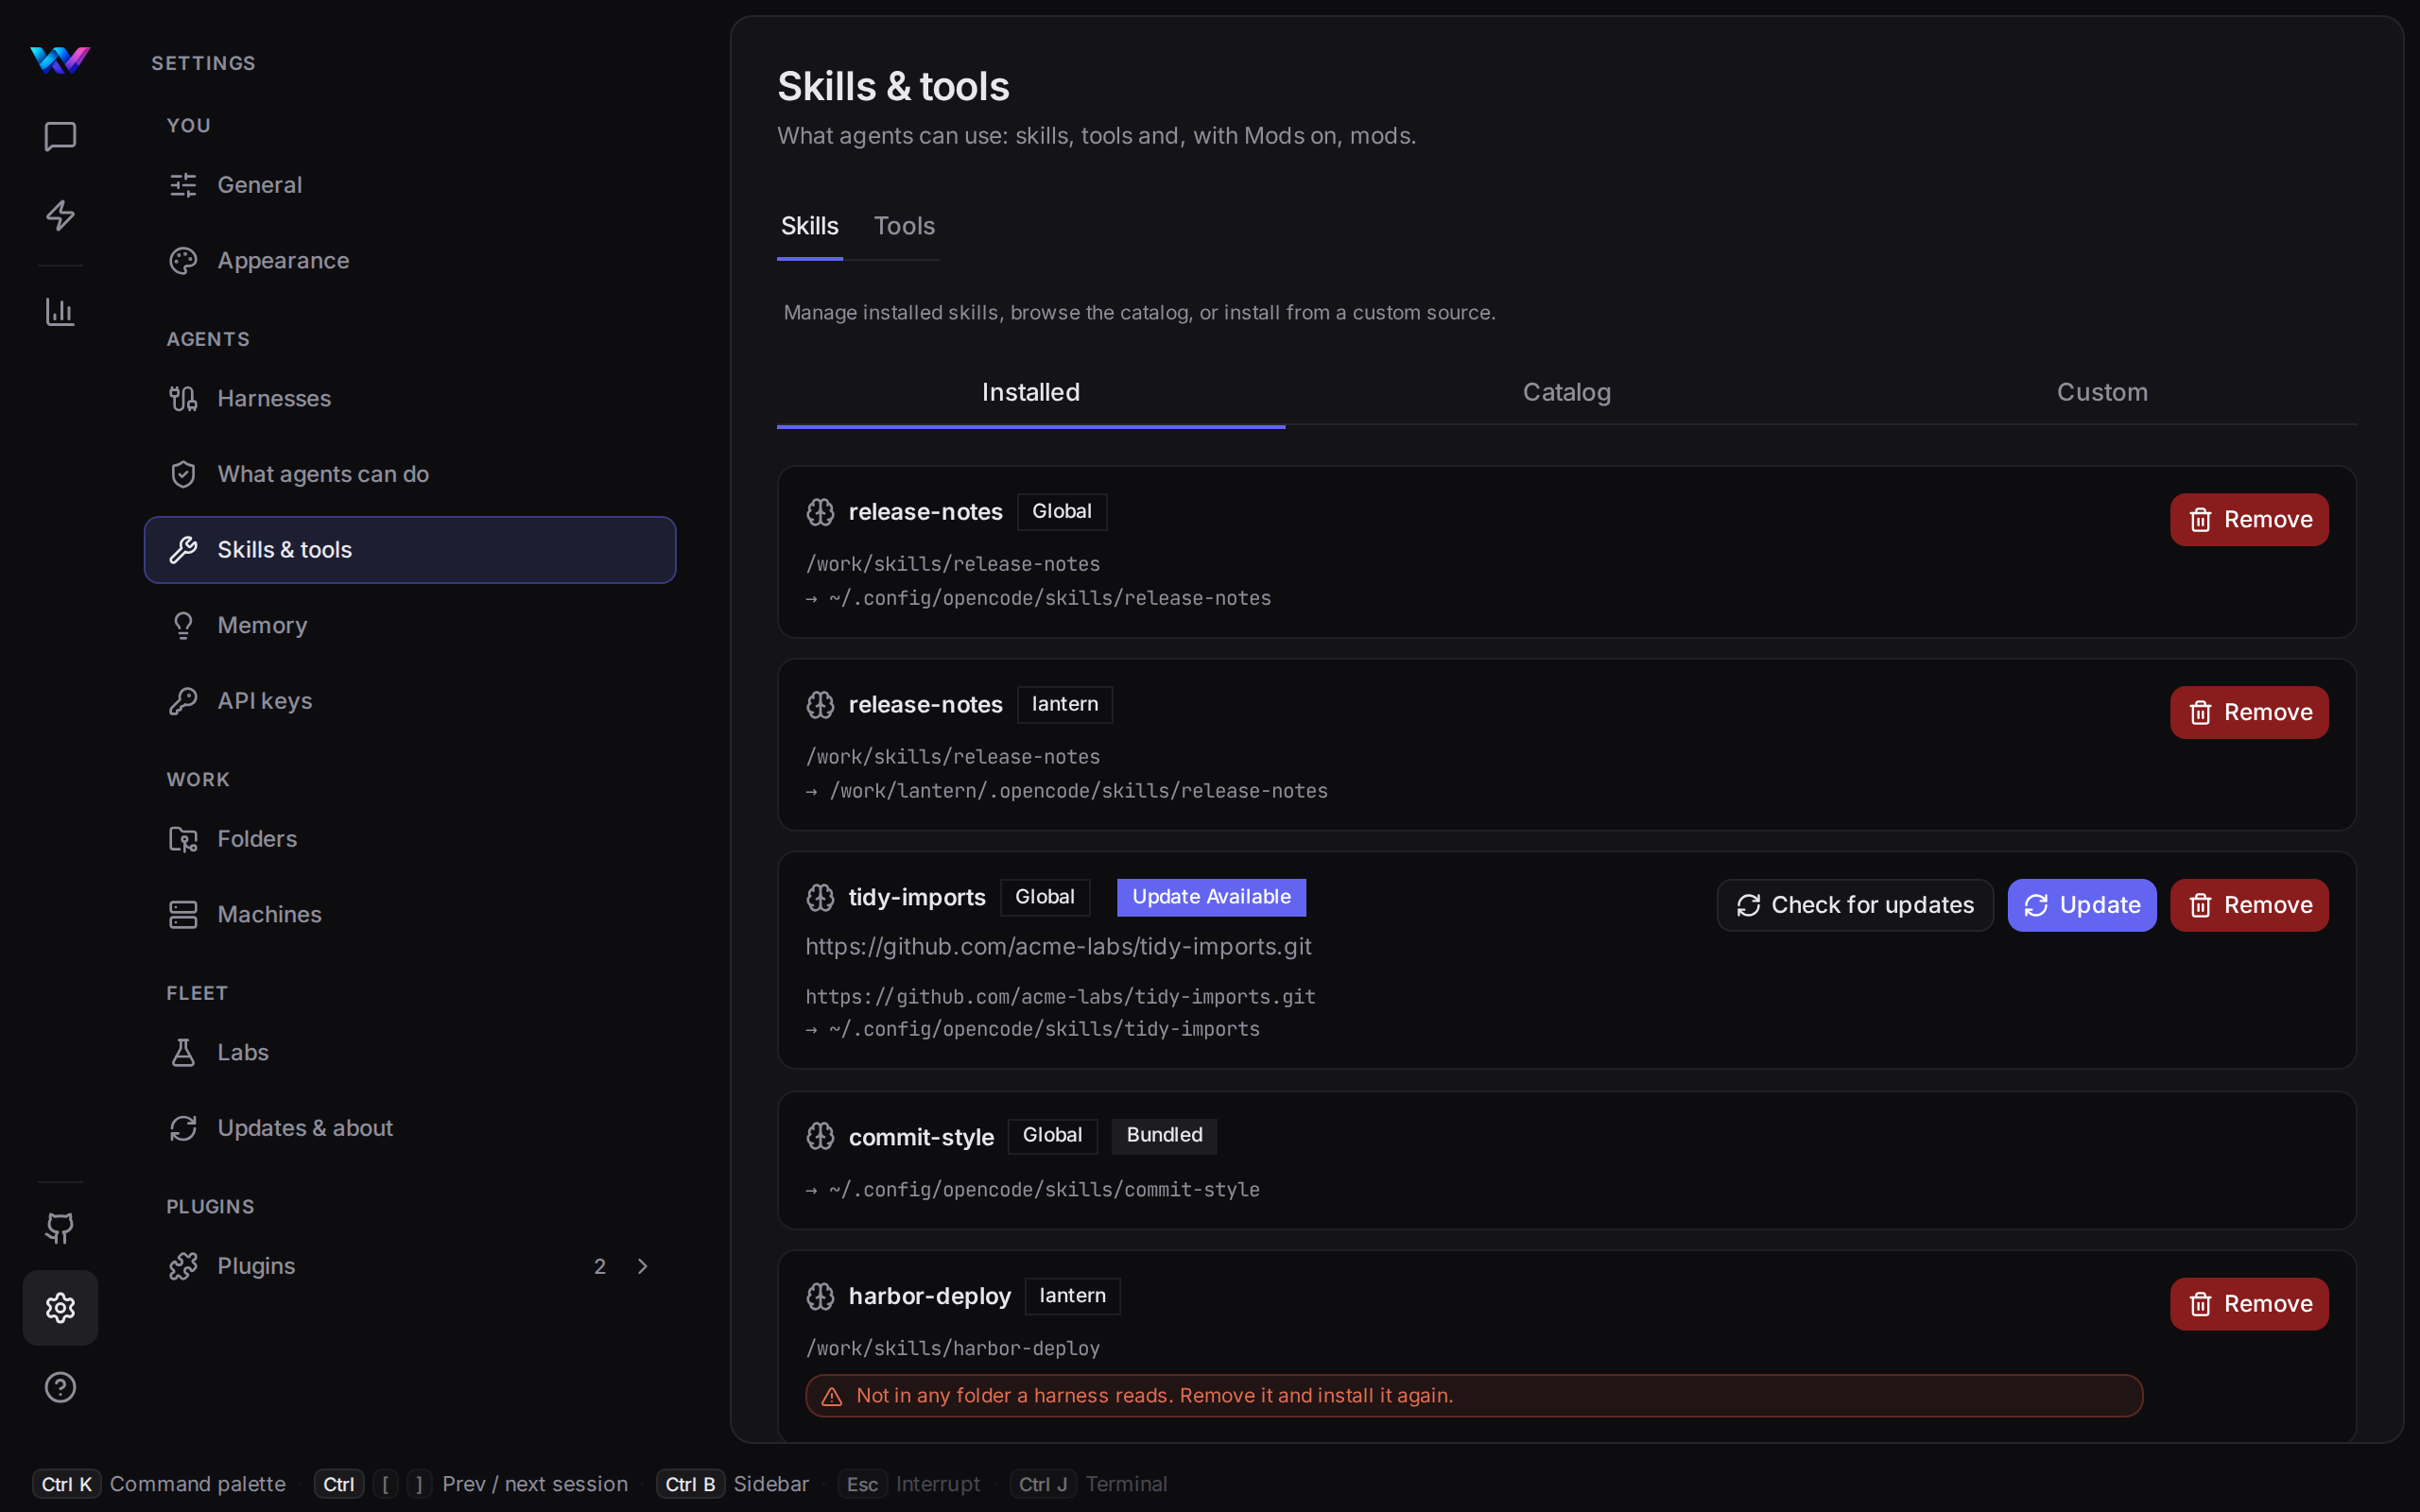 SETTINGS
YOU
General
Appearance
AGENTS
Harnesses
What agents can do
Skills & tools
Memory
API keys
WORK
Folders
Machines
FLEET
Labs
Updates & about
PLUGINS
Plugins 2
Skills & tools
What agents can use: skills, tools and, with Mods on, mods.
Skills Tools
Manage installed skills, browse the catalog, or install from a custom source.
Installed Catalog Custom
release-notes Global Remove
/work/skills/release-notes
→ ~/.config/opencode/skills/release-notes
release-notes lantern Remove
/work/skills/release-notes
→ /work/lantern/.opencode/skills/release-notes
tidy-imports Global Update Available Check for updates Update Remove
https://github.com/acme-labs/tidy-imports.git
https://github.com/acme-labs/tidy-imports.git
→ ~/.config/opencode/skills/tidy-imports
commit-style Global Bundled
→ ~/.config/opencode/skills/commit-style
harbor-deploy lantern Remove
/work/skills/harbor-deploy
Not in any folder a harness reads. Remove it and install it again.
Ctrl K Command palette · Ctrl [ ] Prev / next session · Ctrl B Sidebar · Esc Interrupt · Ctrl J Terminal